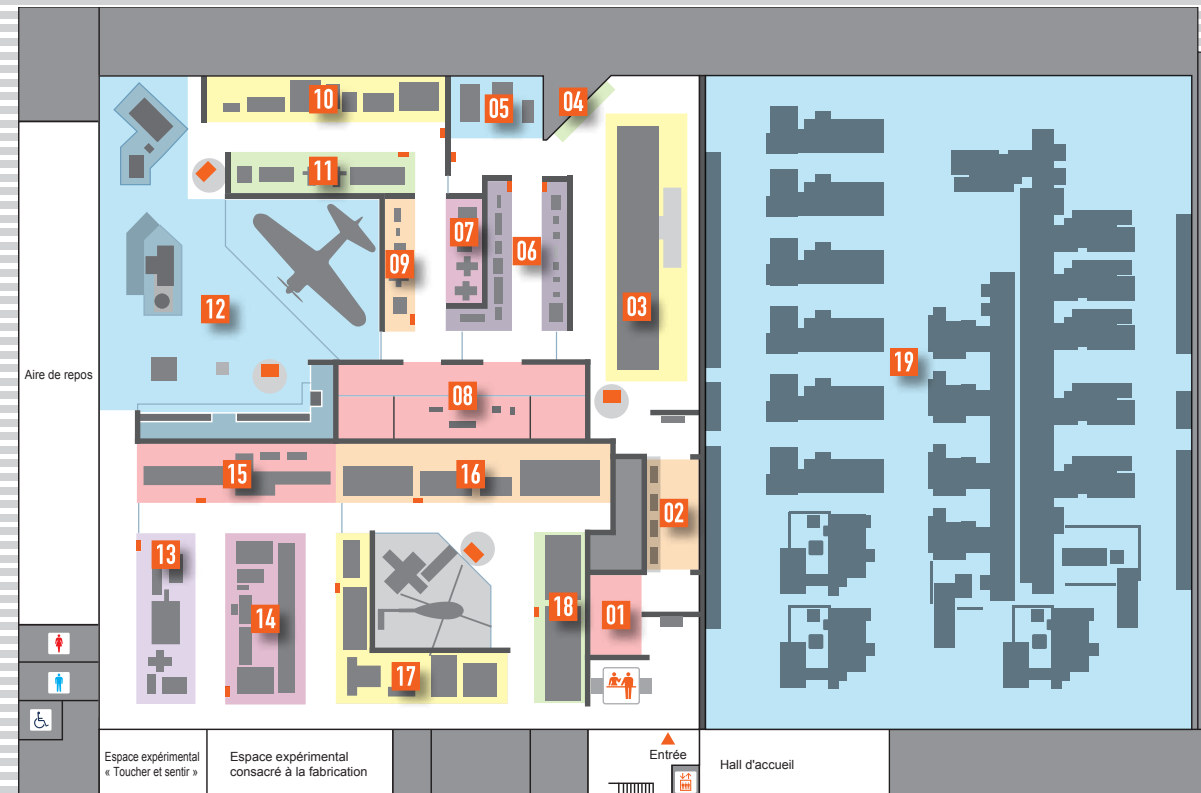 10
05
04
11
07
06
09
03
12
19
Aire de repos
08
15
16
02
13
14
18
01
17
Entrée
Espace expérimental
« Toucher et sentir »
Espace expérimental
consacré à la fabrication
Hall d'accueil